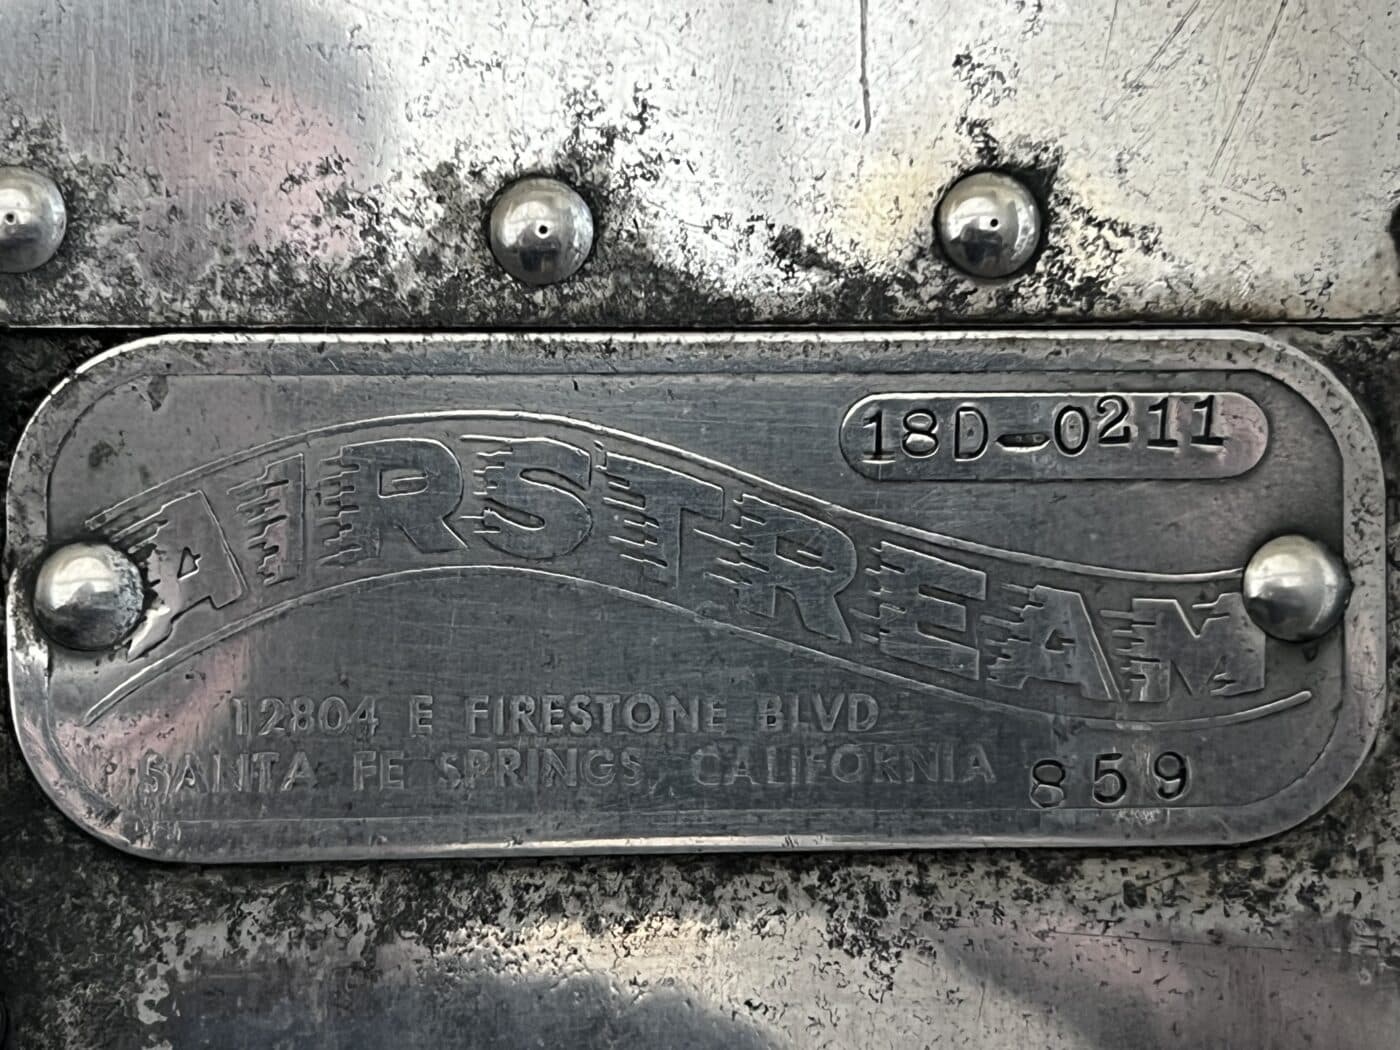 18D-0211
AIRSTREAM
12804 E FIRESTONE BLVD
SANTA FE SPRINGS, CALIFORNIA
859